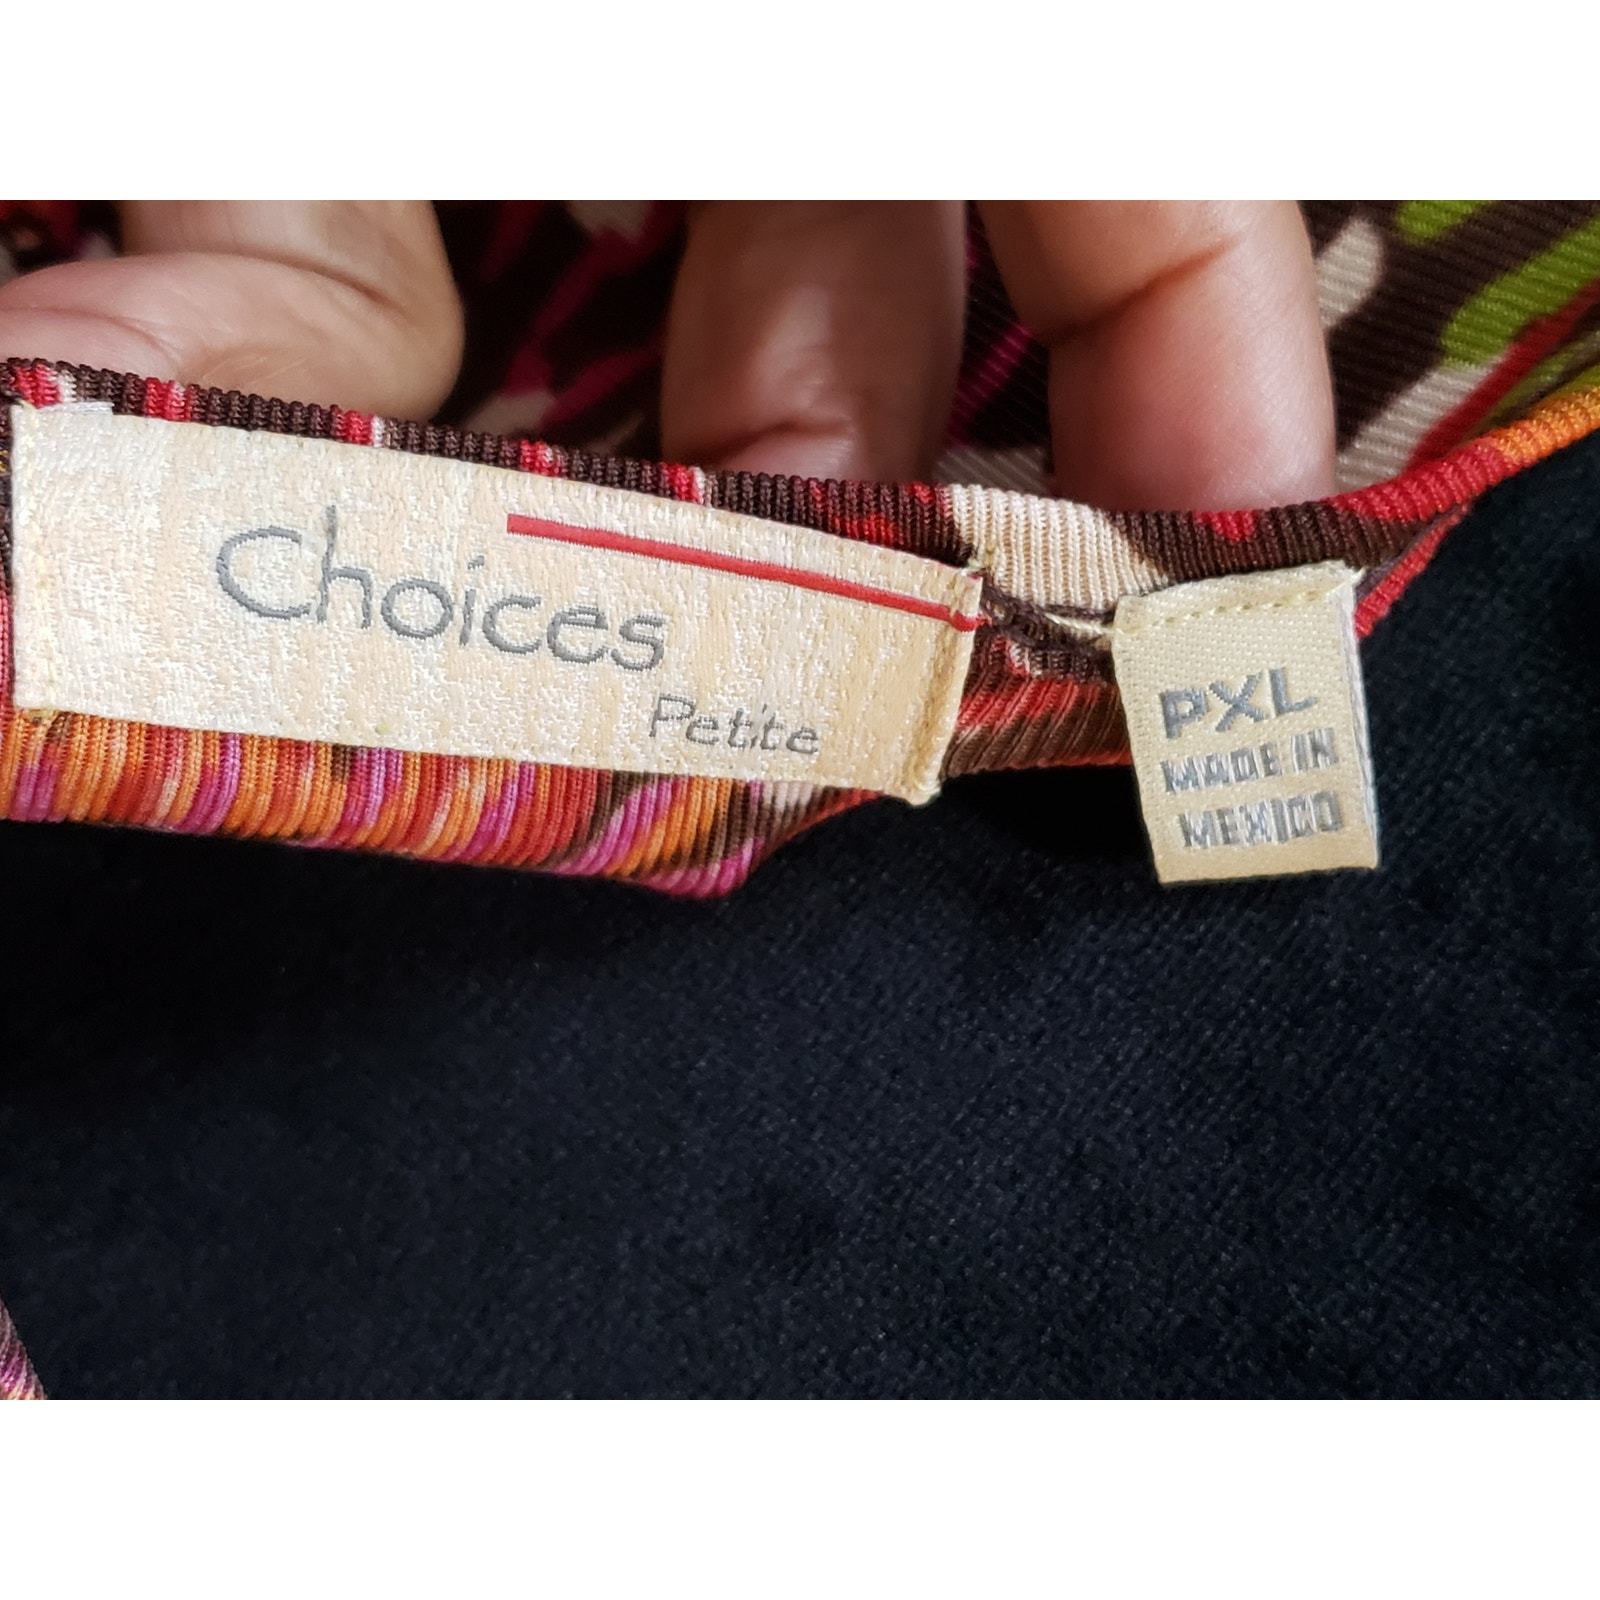 Choices
Petite
PXL
MADE IN
MEXICO